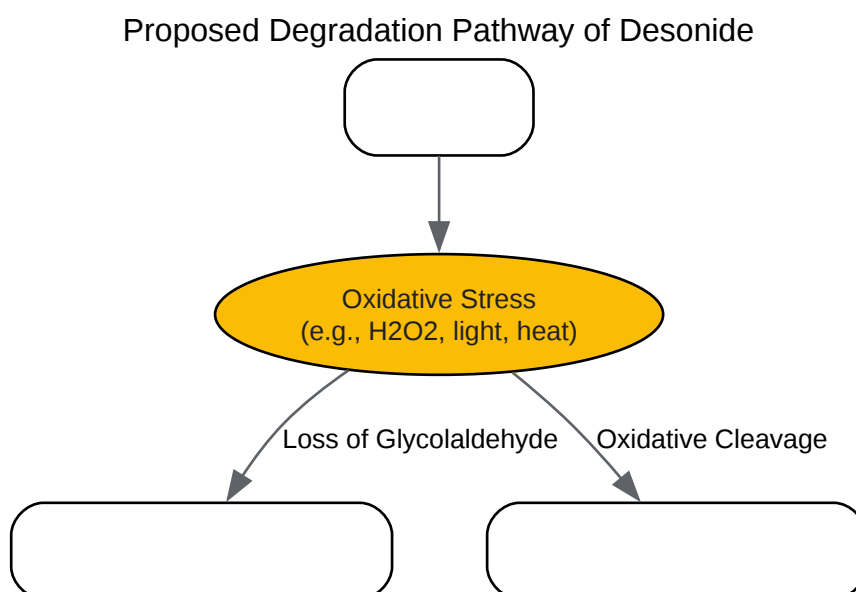 Proposed Degradation Pathway of Desonide
Oxidative Stress
(e.g., H2O2, light, heat)
Loss of Glycolaldehyde
Oxidative Cleavage